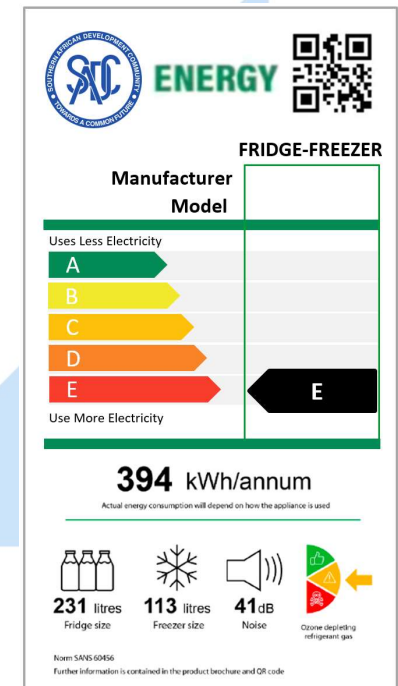 SOUTHERN AFRICAN DEVELOPMENT COMMUNITY
SADC
TOWARDS A COMMON FUTURE
ENERGY
FRIDGE-FREEZER
Manufacturer
Model
Uses Less Electricity
A
B
C
D
E
E
Use More Electricity
394 kWh/annum
Actual energy consumption will depend on how the appliance is used
231 litres
Fridge size
113 litres
Freezer size
41dB
Noise
Ozone depleting
refrigerant gas
Norm SANS 60456
Further information is contained in the product brochure and QR code